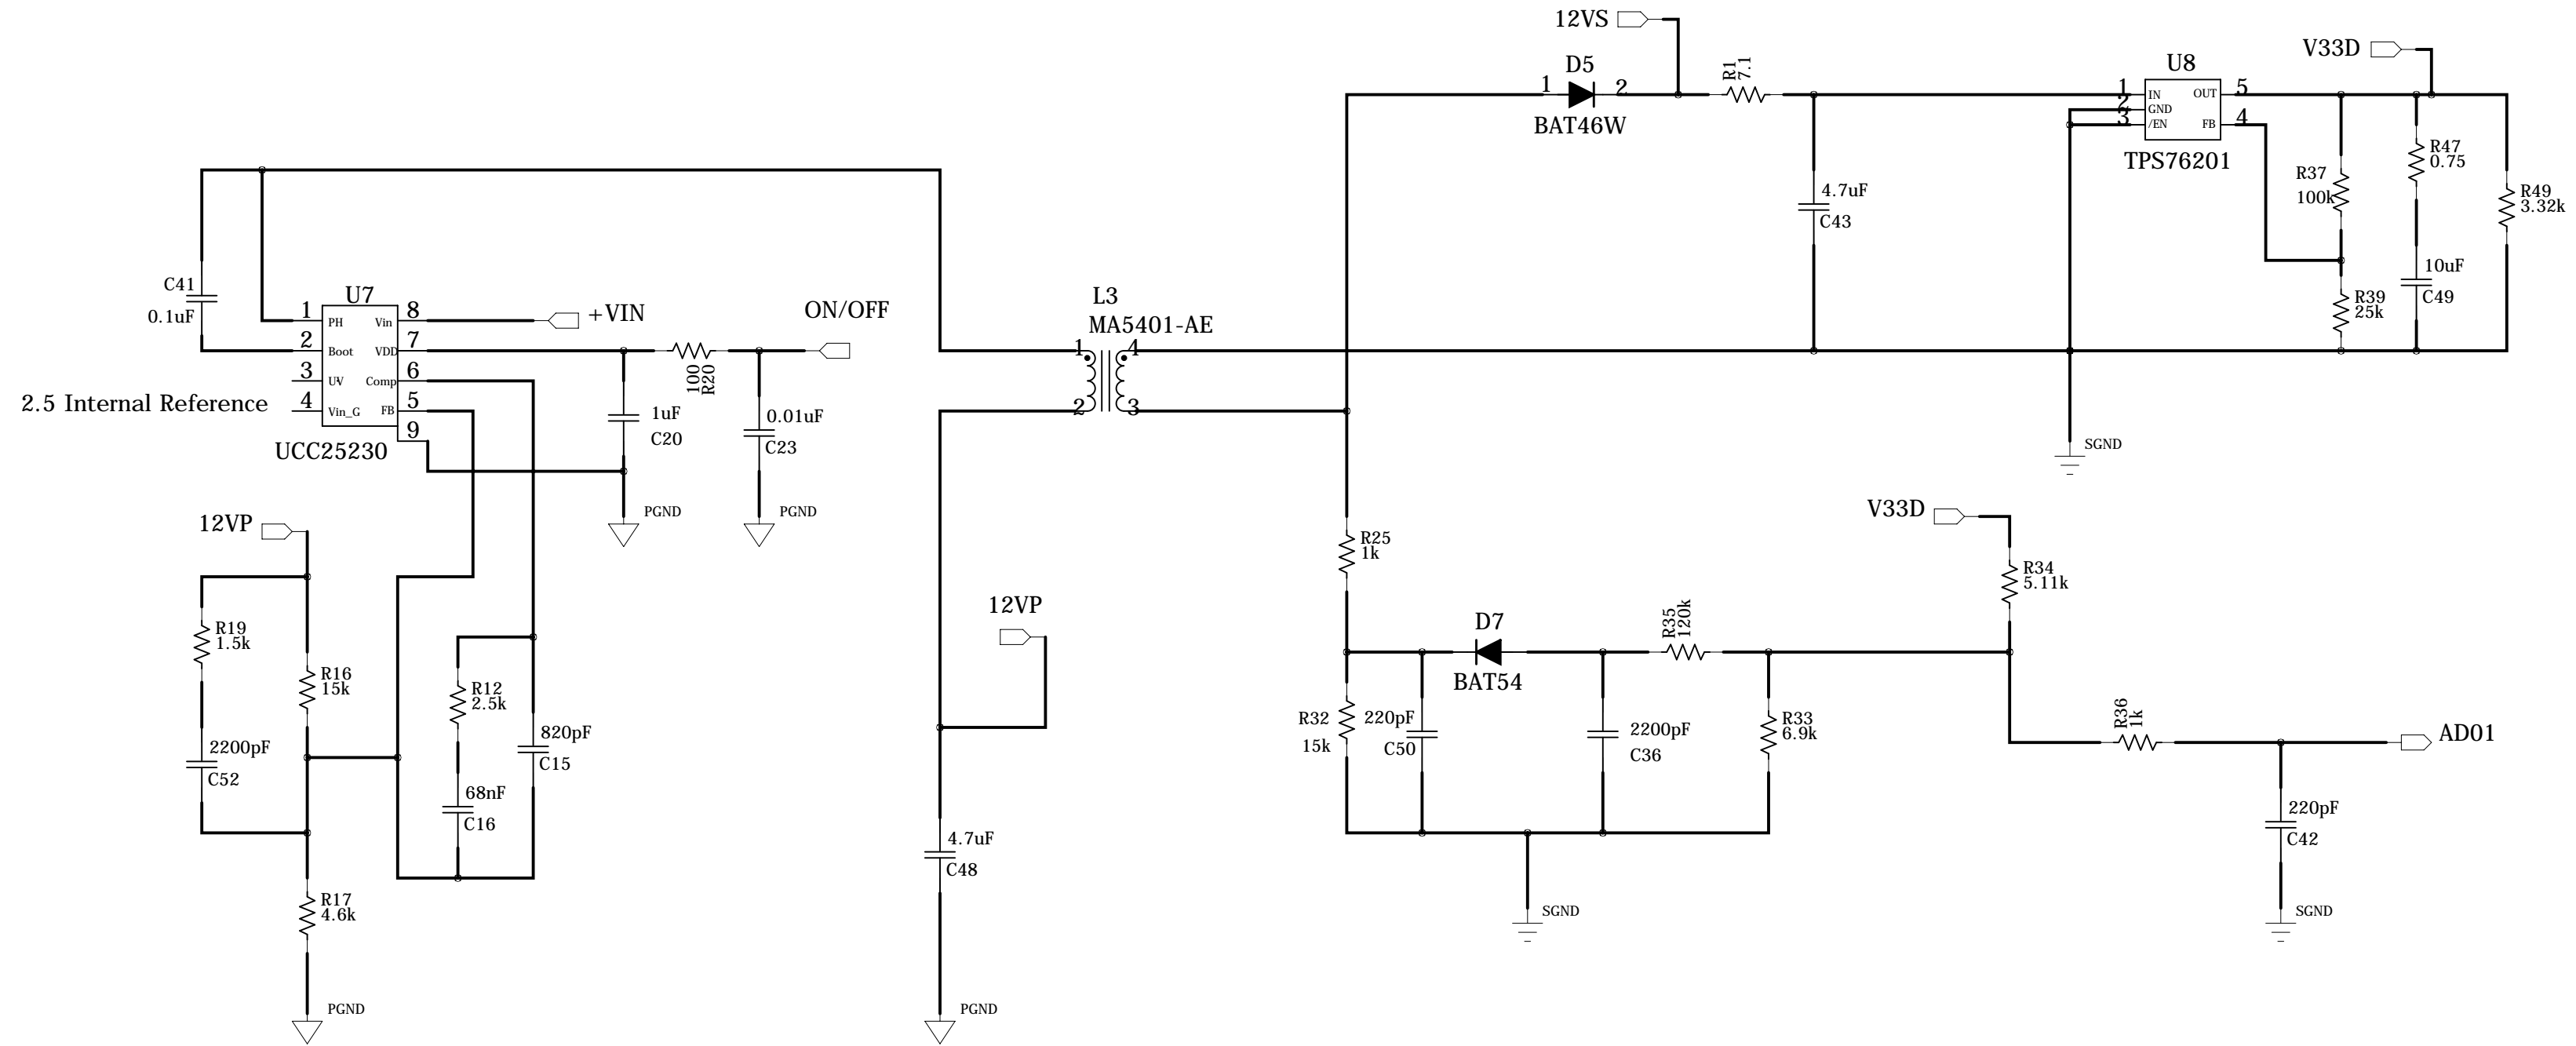 12VS
V33D
D5
1
2
BAT46W
R1
7.1
U8
1
IN
OUT
5
2
GND
3
/EN
FB
4
TPS76201
R47
0.75
R37
100k
R49
3.32k
4.7uF
C43
10uF
C49
R39
25k
C41
0.1uF
U7
1
PH
Vin
8
+VIN
ON/OFF
2
Boot
VDD
7
3
UV
Comp
6
4
Vin_G
FB
5
9
2.5 Internal Reference
UCC25230
100
R20
1uF
C20
0.01uF
C23
L3
MA5401-AE
1
4
2
3
SGND
PGND
PGND
12VP
V33D
R25
1k
R34
5.11k
R19
1.5k
R16
15k
R12
2.5k
12VP
D7
BAT54
R35
120k
R32
15k
220pF
C50
2200pF
C36
R33
6.9k
R36
1k
AD01
2200pF
C52
820pF
C15
68nF
C16
4.7uF
C48
220pF
C42
R17
4.6k
SGND
SGND
PGND
PGND